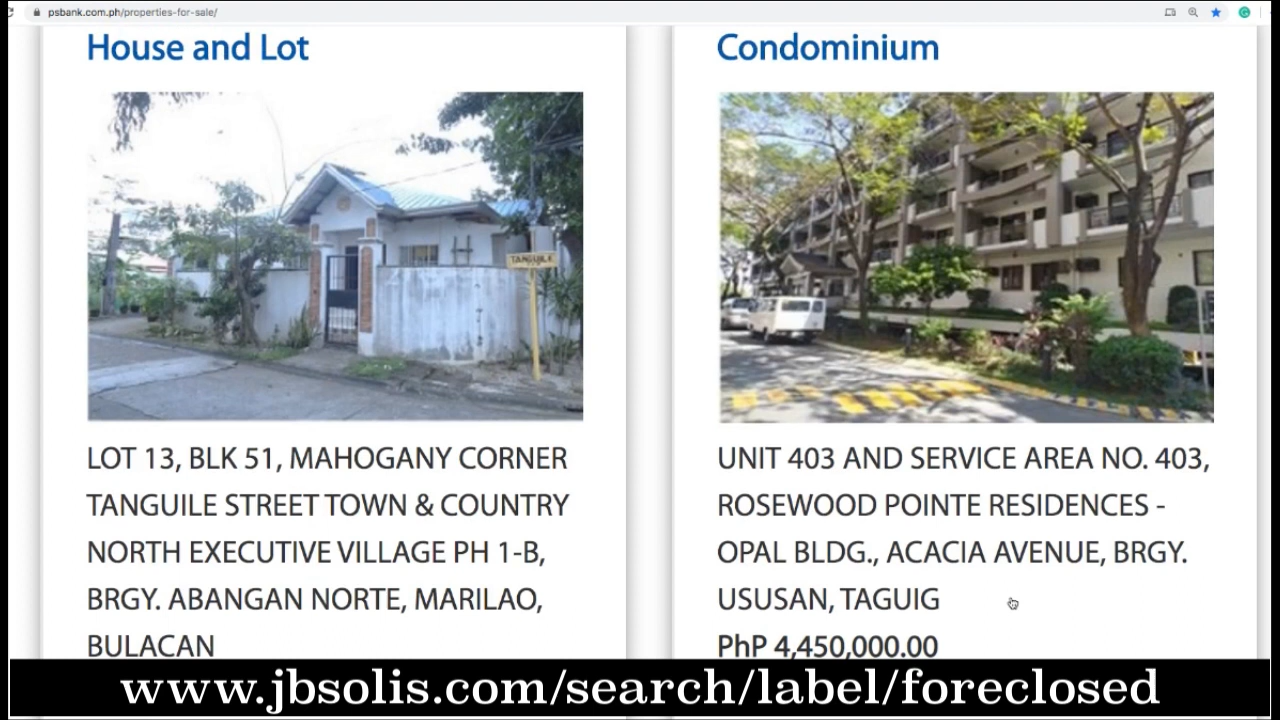 psbank.com.ph/properties-for-sale/
House and Lot
TANGUILE
LOT 13, BLK 51, MAHOGANY CORNER
TANGUILE STREET TOWN & COUNTRY
NORTH EXECUTIVE VILLAGE PH 1-B,
BRGY. ABANGAN NORTE, MARILAO,
BULACAN
Condominium
UNIT 403 AND SERVICE AREA NO. 403,
ROSEWOOD POINTE RESIDENCES -
OPAL BLDG., ACACIA AVENUE, BRGY.
USUSAN, TAGUIG
PhP 4,450,000.00
www.jbsolis.com/search/label/foreclosed